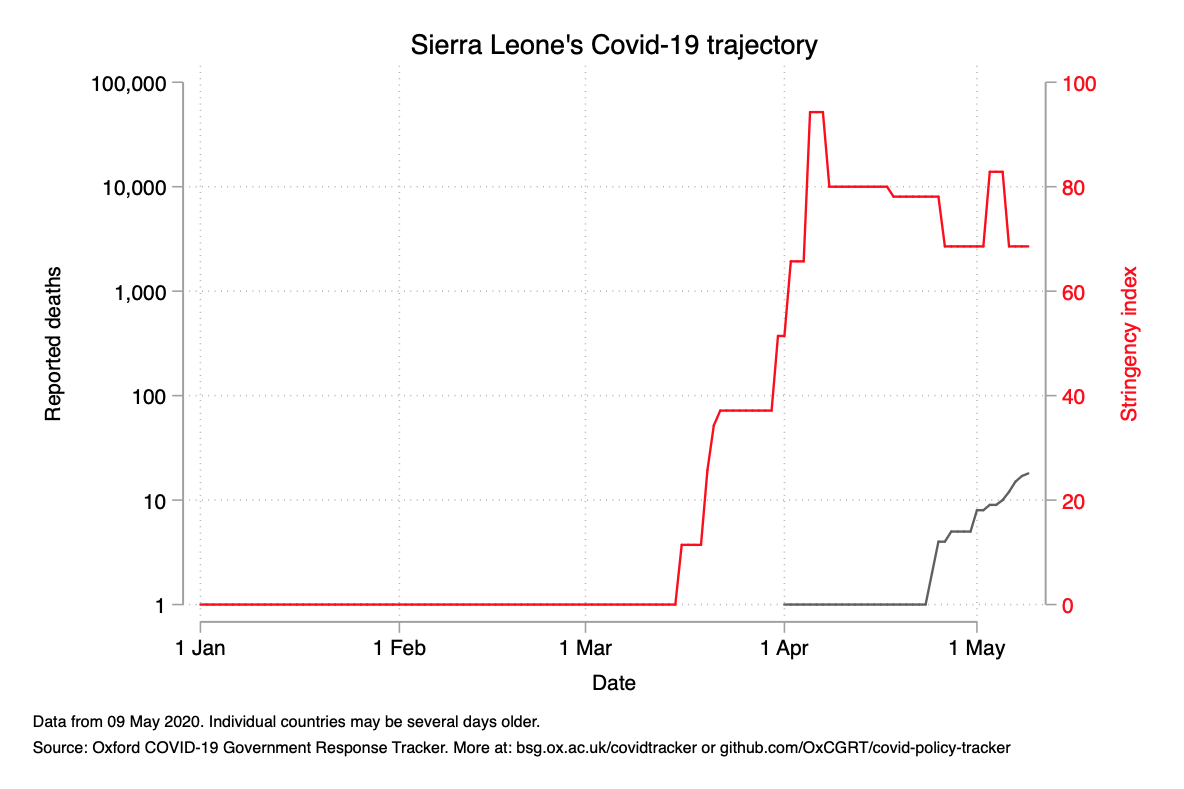 Sierra Leone's Covid-19 trajectory
100,000
10,000
1,000
100
10
1
Reported deaths
100
80
60
40
20
0
Stringency index
1 Jan
1 Feb
1 Mar
1 Apr
1 May
Date
Data from 09 May 2020. Individual countries may be several days older.
Source: Oxford COVID-19 Government Response Tracker. More at: bsg.ox.ac.uk/covidtracker or github.com/OxCGRT/covid-policy-tracker